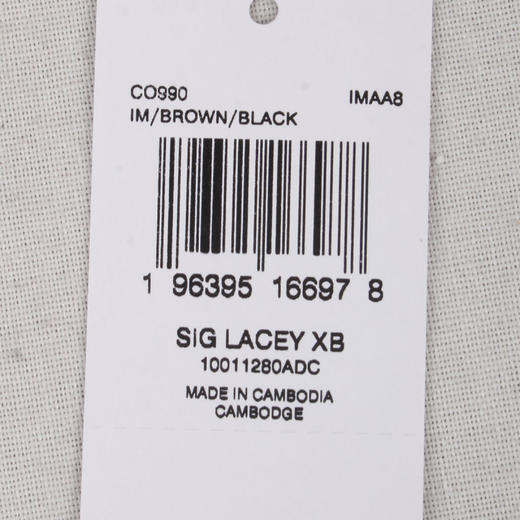 CO990 IMAA8
IM/BROWN/BLACK
1 96395 16697 8
SIG LACEY XB
10011280ADC
MADE IN CAMBODIA
CAMBODGE